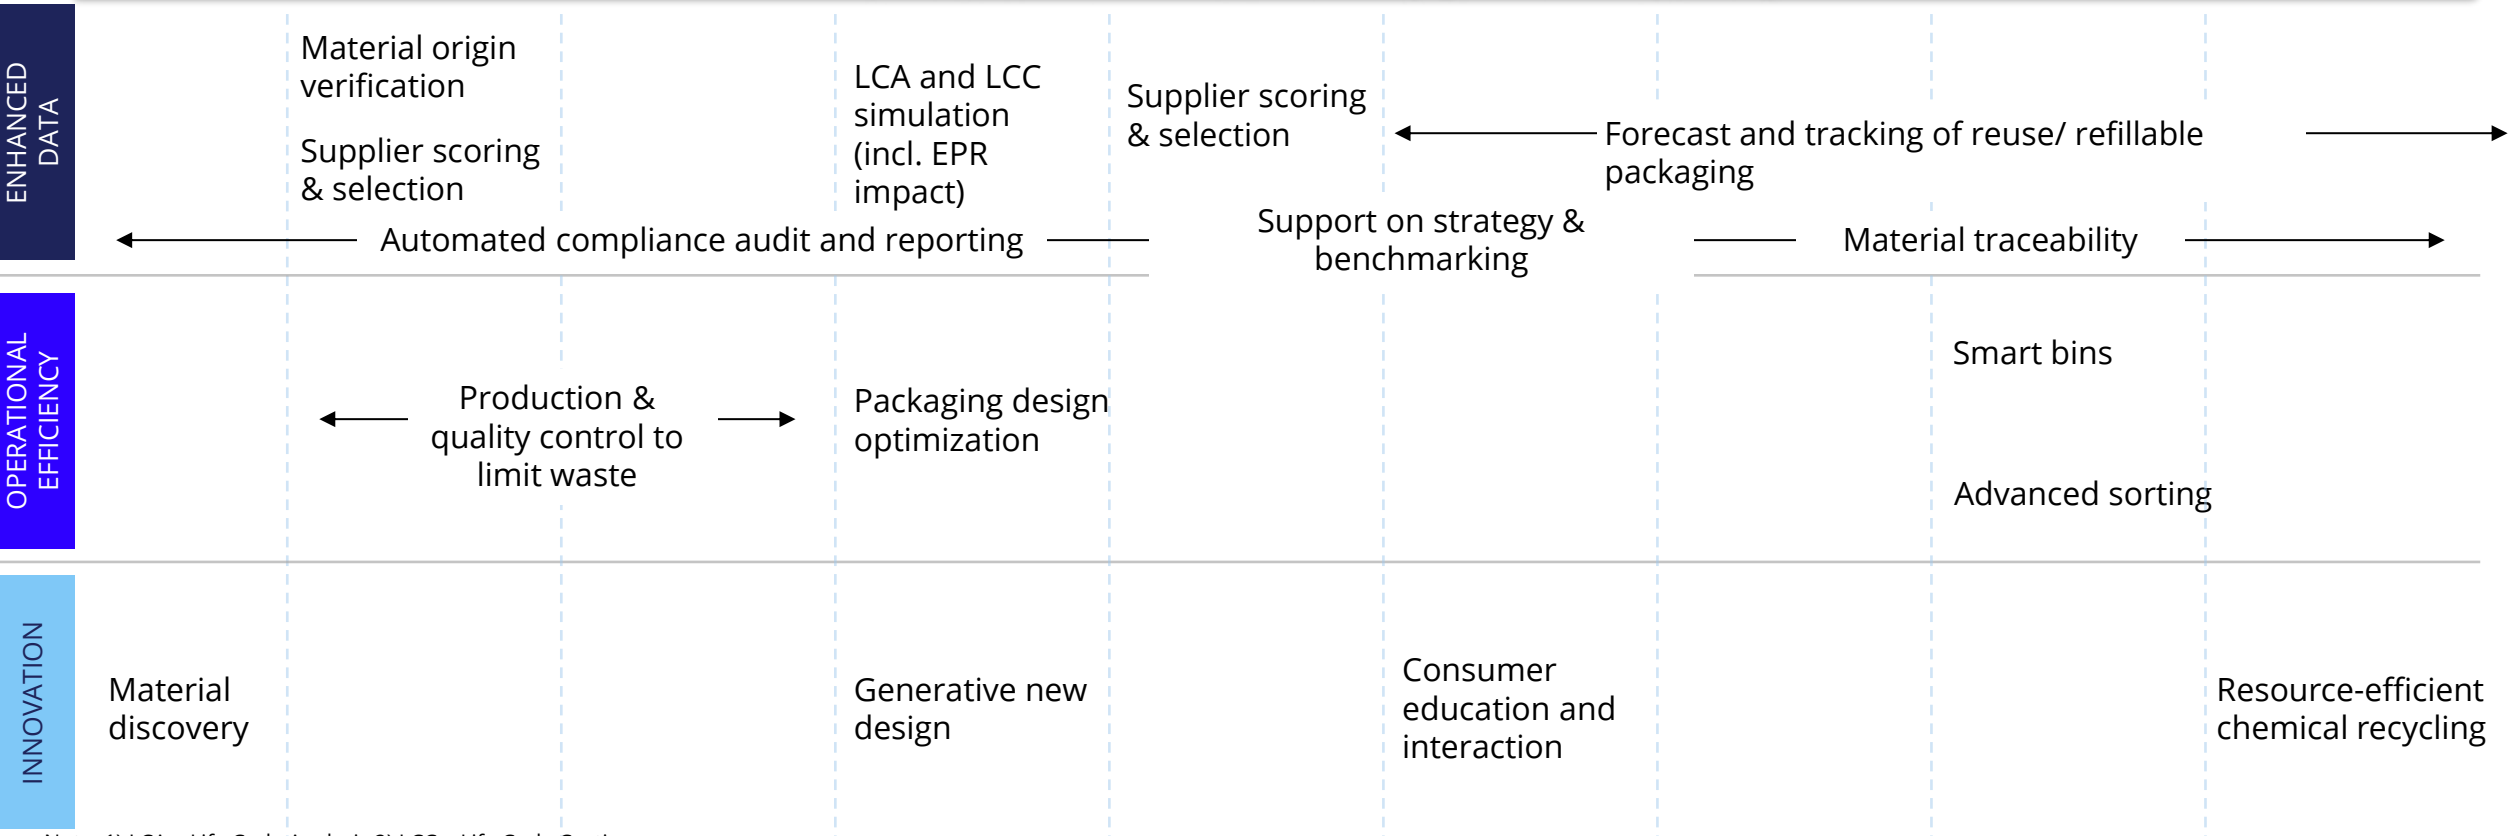 ENHANCED
DATA
Material origin
verification
Supplier scoring
& selection
LCA and LCC
simulation
(incl. EPR
impact)
Supplier scoring
& selection
Forecast and tracking of reuse/ refillable
packaging
Automated compliance audit and reporting
Support on strategy &
benchmarking
Material traceability
OPERATIONAL
EFFICIENCY
Production &
quality control to
limit waste
Packaging design
optimization
Smart bins
Advanced sorting
INNOVATION
Material
discovery
Generative new
design
Consumer
education and
interaction
Resource-efficient
chemical recycling